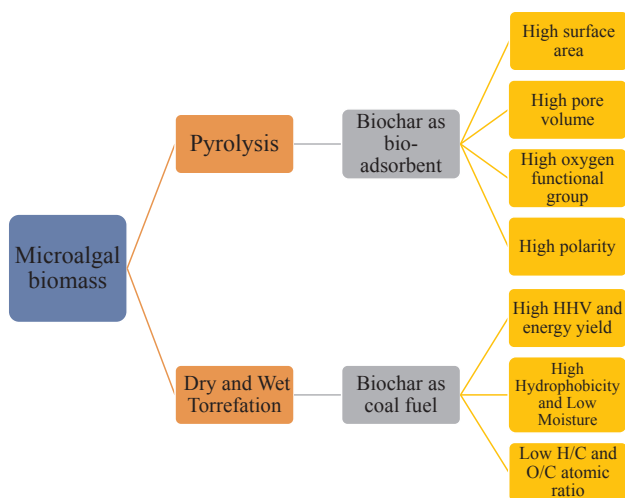 Microalgal
biomass
Pyrolysis
Biochar as
bio-
adsorbent
High surface
area
High pore
volume
High oxygen
functional
group
High polarity
Dry and Wet
Torrefation
Biochar as
coal fuel
High HHV and
energy yield
High
Hydrophobicity
and Low
Moisture
Low H/C and
O/C atomic
ratio